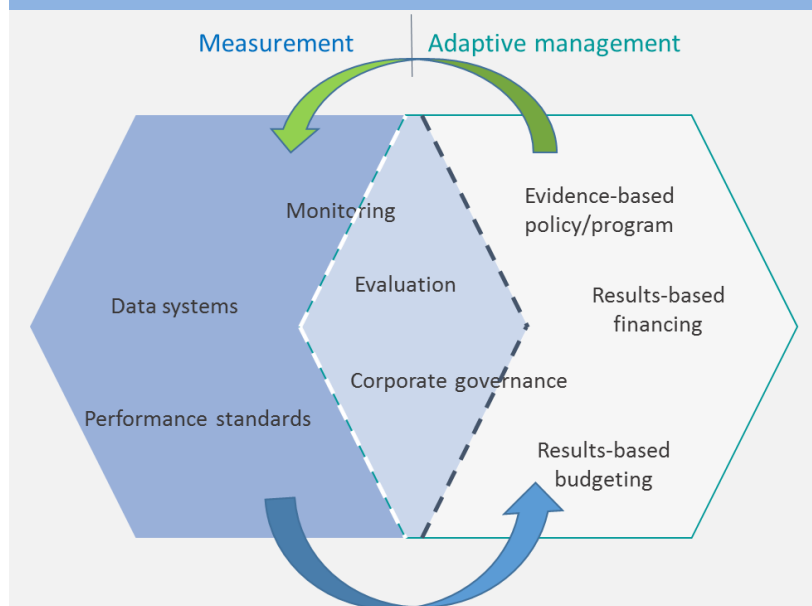 Measurement
Adaptive management
Monitoring
Evidence-based
policy/program
Evaluation
Data systems
Results-based
financing
Corporate governance
Performance standards
Results-based
budgeting